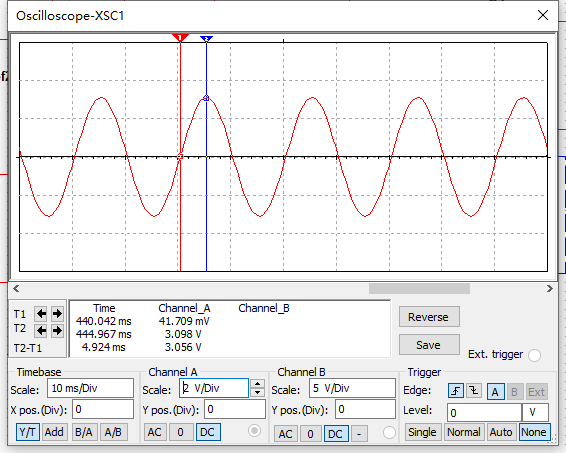 Oscilloscope-XSC1
1
2
T1
T2
T2-T1
Time Channel_A Channel_B
440.042 ms 41.709 mV
444.967 ms 3.098 V
4.924 ms 3.056 V
Reverse
Save
Ext. trigger
Timebase
Scale: 10 ms/Div
X pos.(Div): 0
Y/T Add B/A A/B
Channel A
Scale: 2 V/Div
Y pos.(Div): 0
AC 0 DC
Channel B
Scale: 5 V/Div
Y pos.(Div): 0
AC 0 DC -
Trigger
Edge: A B Ext
Level: 0 V
Single Normal Auto None